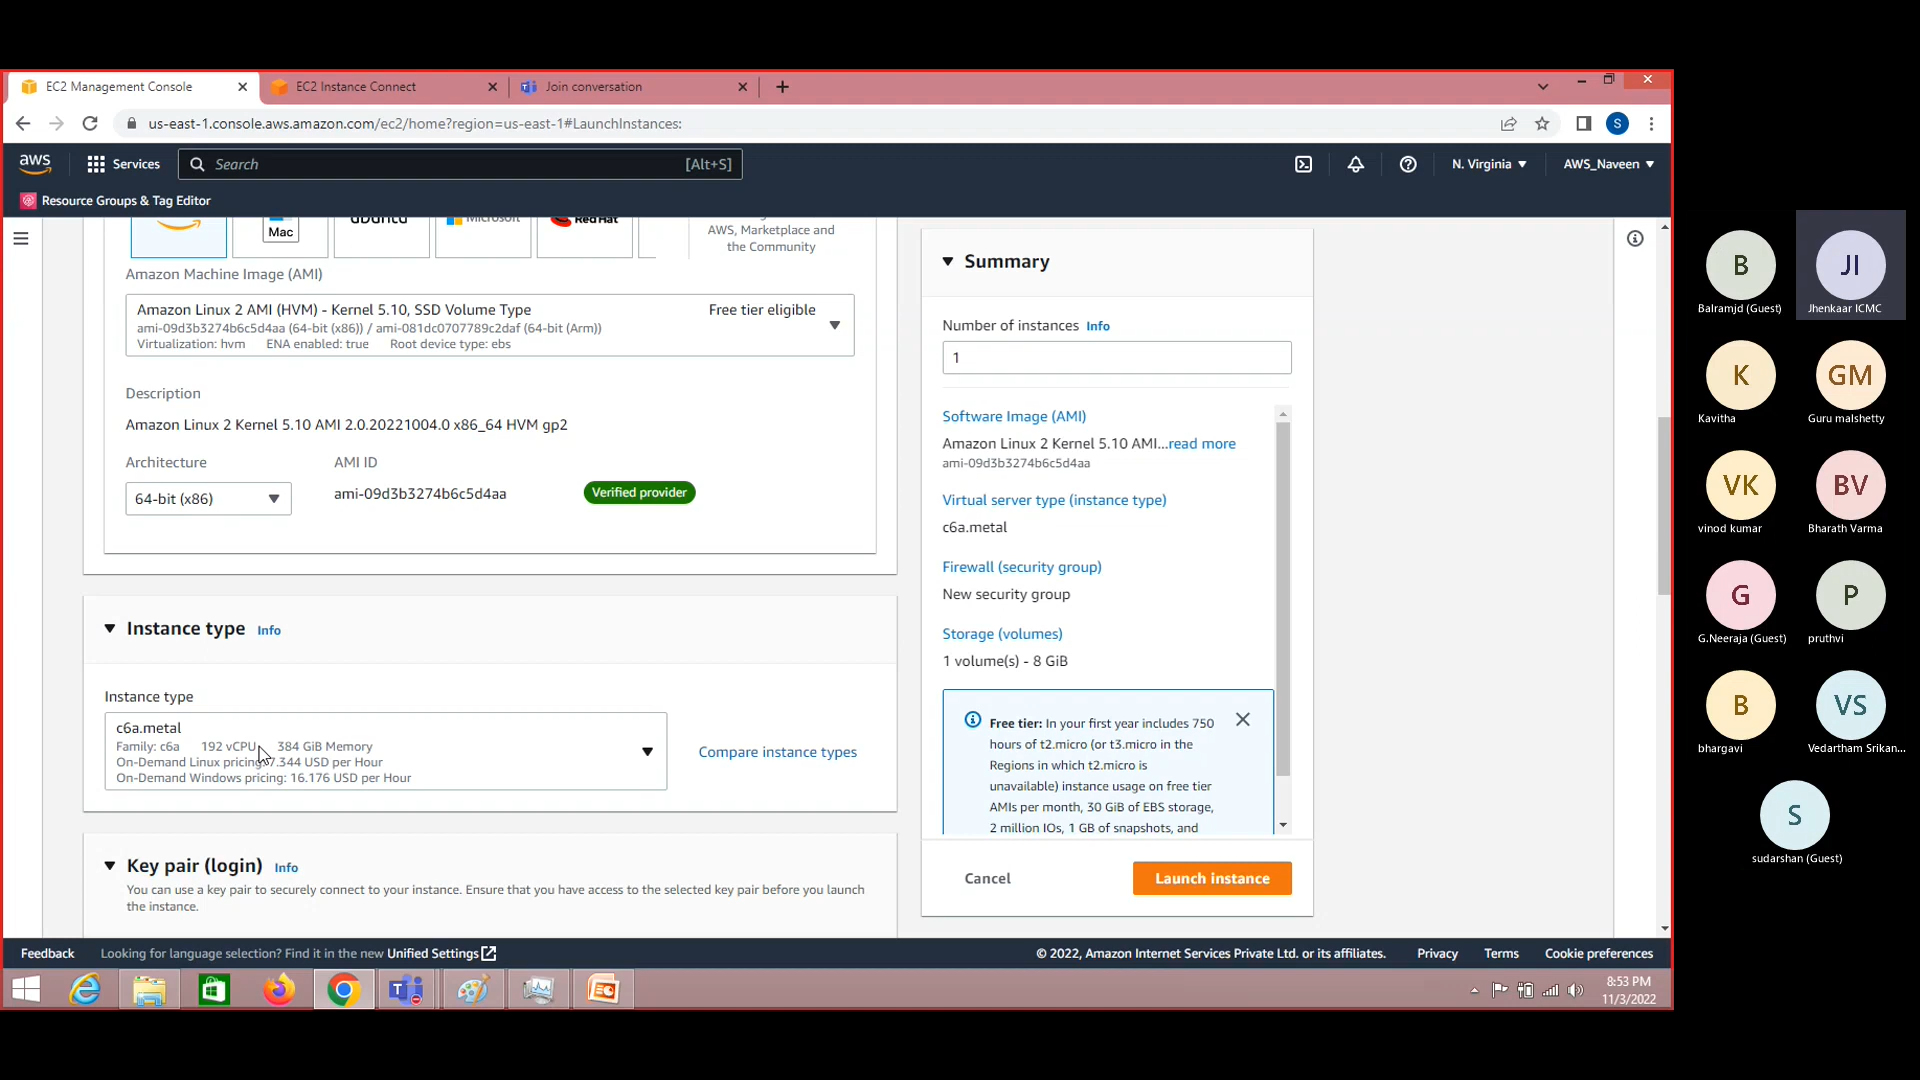 EC2 Management Console
EC2 Instance Connect
Join conversation
us-east-1.console.aws.amazon.com/ec2/home?region=us-east-1#LaunchInstances:
S
aws
Services
Search
[Alt+S]
N. Virginia
AWS_Naveen
Resource Groups & Tag Editor
Mac
ubuntu
Microsoft
Red Hat
AWS, Marketplace and
the Community
Amazon Machine Image (AMI)
Amazon Linux 2 AMI (HVM) - Kernel 5.10, SSD Volume Type
Free tier eligible
ami-09d3b3274b6c5d4aa (64-bit (x86)) / ami-081dc0707789c2daf (64-bit (Arm))
Virtualization: hvm ENA enabled: true Root device type: ebs
Description
Amazon Linux 2 Kernel 5.10 AMI 2.0.20221004.0 x86_64 HVM gp2
Architecture
AMI ID
64-bit (x86)
ami-09d3b3274b6c5d4aa
Verified provider
Instance type Info
Instance type
c6a.metal
Family: c6a 192 vCPU 384 GiB Memory
On-Demand Linux pricing: 7.344 USD per Hour
On-Demand Windows pricing: 16.176 USD per Hour
Compare instance types
Key pair (login) Info
You can use a key pair to securely connect to your instance. Ensure that you have access to the selected key pair before you launch
the instance.
Summary
Number of instances Info
1
Software Image (AMI)
Amazon Linux 2 Kernel 5.10 AMI...read more
ami-09d3b3274b6c5d4aa
Virtual server type (instance type)
c6a.metal
Firewall (security group)
New security group
Storage (volumes)
1 volume(s) - 8 GiB
Free tier: In your first year includes 750
hours of t2.micro (or t3.micro in the
Regions in which t2.micro is
unavailable) instance usage on free tier
AMIs per month, 30 GiB of EBS storage,
2 million IOs, 1 GB of snapshots, and
Cancel
Launch instance
Feedback
Looking for language selection? Find it in the new Unified Settings
© 2022, Amazon Internet Services Private Ltd. or its affiliates.
Privacy
Terms
Cookie preferences
8:53 PM
11/3/2022
B
Balramjd (Guest)
JI
Jhenkaar ICMC
K
Kavitha
GM
Guru malshetty
VK
vinod kumar
BV
Bharath Varma
G
G.Neeraja (Guest)
P
pruthvi
B
bhargavi
VS
Vedartham Srikan...
S
sudarshan (Guest)